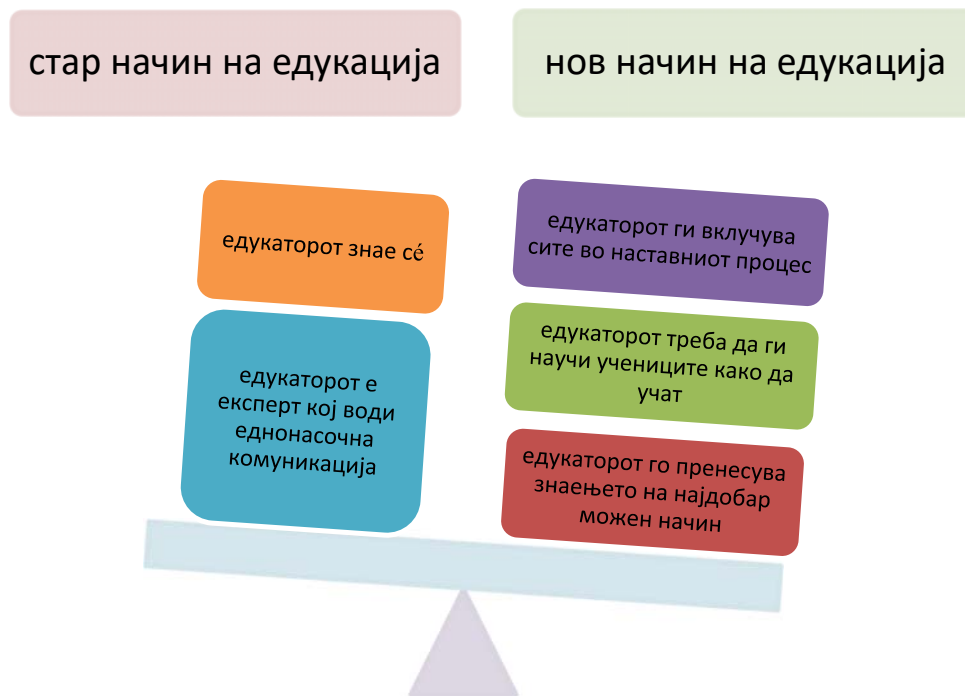 стар начин на едукација
нов начин на едукација
едукаторот знае сé
едукаторот е
експерт кој води
еднонасочна
комуникација
едукаторот ги вклучува
сите во наставниот процес
едукаторот треба да ги
научи учениците како да
учат
едукаторот го пренесува
знаењето на најдобар
можен начин